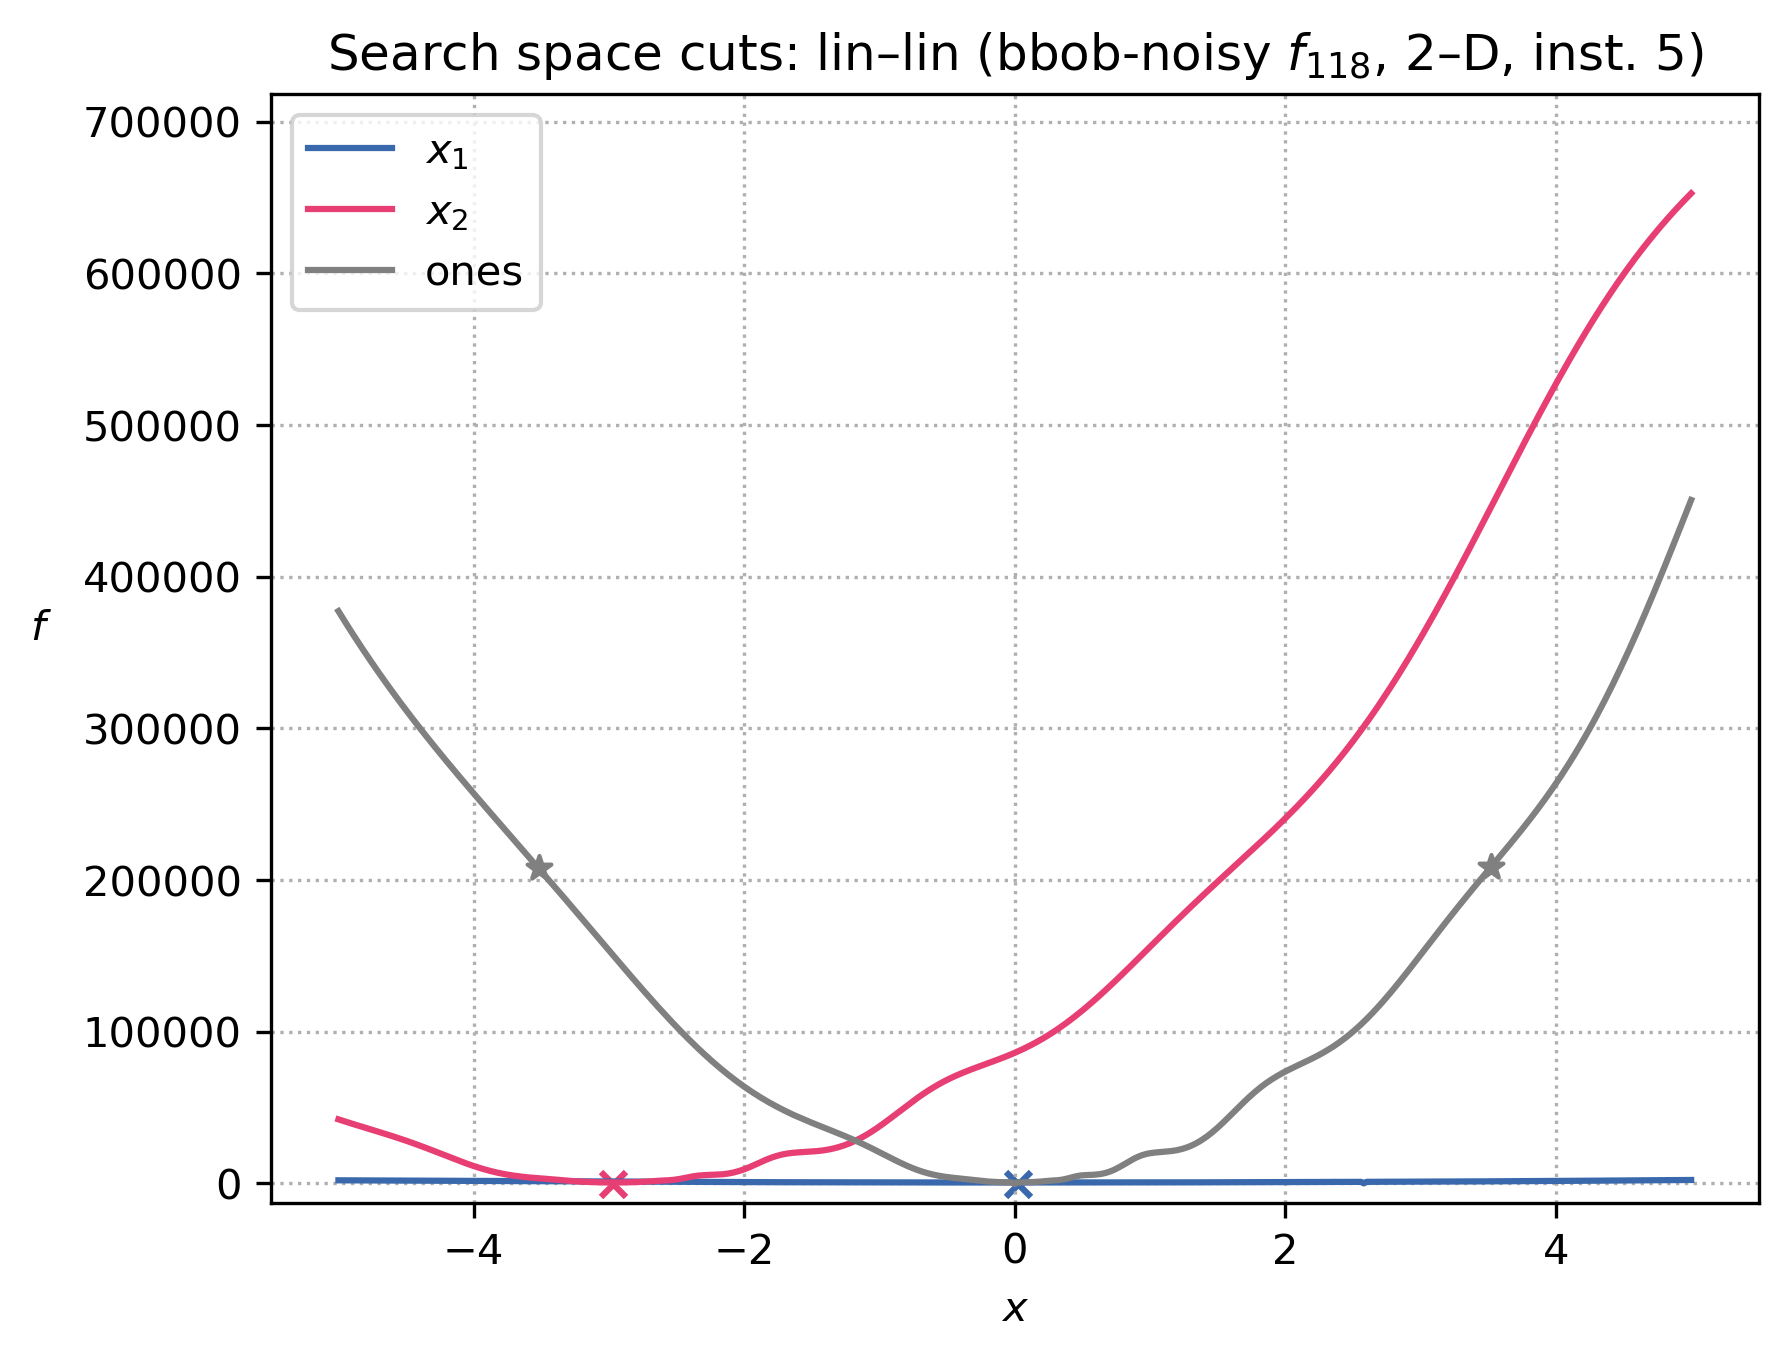 Search space cuts: lin–lin (bbob-noisy f₁₁₈, 2–D, inst. 5)
x₁
x₂
ones
700000
600000
500000
400000
300000
200000
100000
0
f
−4 −2 0 2 4
x